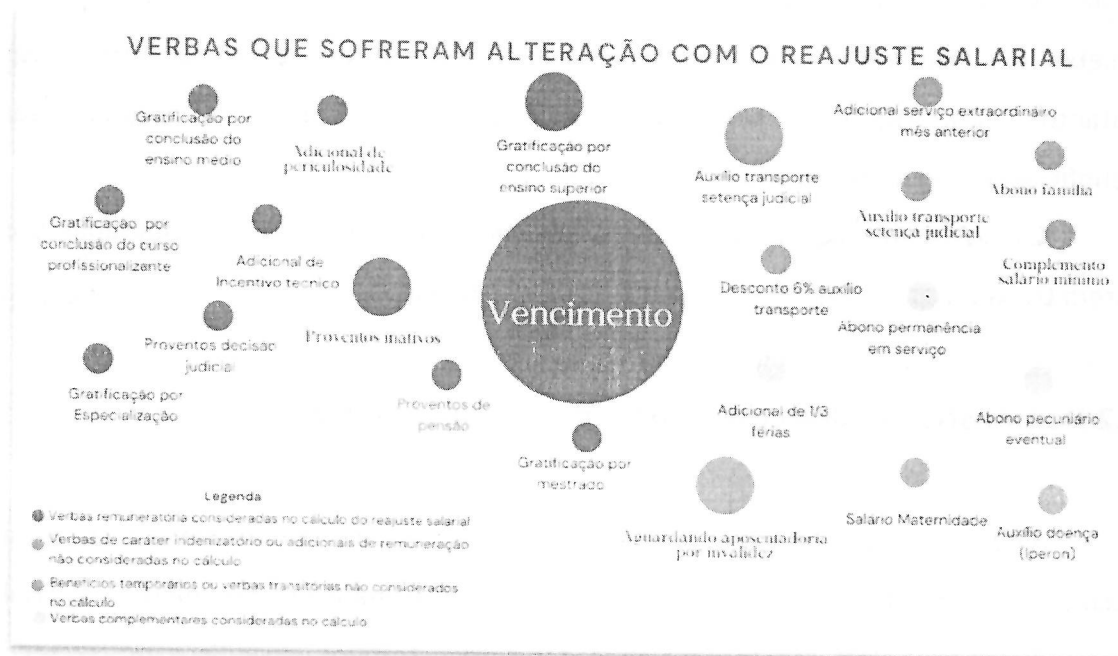 VERBAS QUE SOFRERAM ALTERAÇÃO COM O REAJUSTE SALARIAL
Gratificação por
conclusão do
ensino médio
Adicional de
periculosidade
Gratificação por
conclusão do
ensino superior
Auxílio transporte
setença judicial
Adicional serviço extraordinário
mês anterior
Abono família
Gratificação por
conclusão do curso
profissionalizante
Adicional de
Incentivo técnico
Auxílio transporte
setença judicial
Complemento
salário mínimo
Vencimento
Desconto 6% auxílio
transporte
Abono permanência
em serviço
Proventos decisão
judicial
Proventos inativos
Gratificação por
Especialização
Proventos de
pensão
Adicional de 1/3
férias
Abono pecuniário
eventual
Gratificação por
mestrado
Aguardando aposentadoria
por invalidez
Salário Maternidade
Auxílio doença
(Iperon)
Legenda
Verbas remuneratória consideradas no cálculo do reajuste salarial
Verbas de caráter indenizatório ou adicionais de remuneração
não consideradas no cálculo
Benefícios temporários ou verbas transitórias não considerados
no cálculo
Verbas complementares consideradas no cálculo